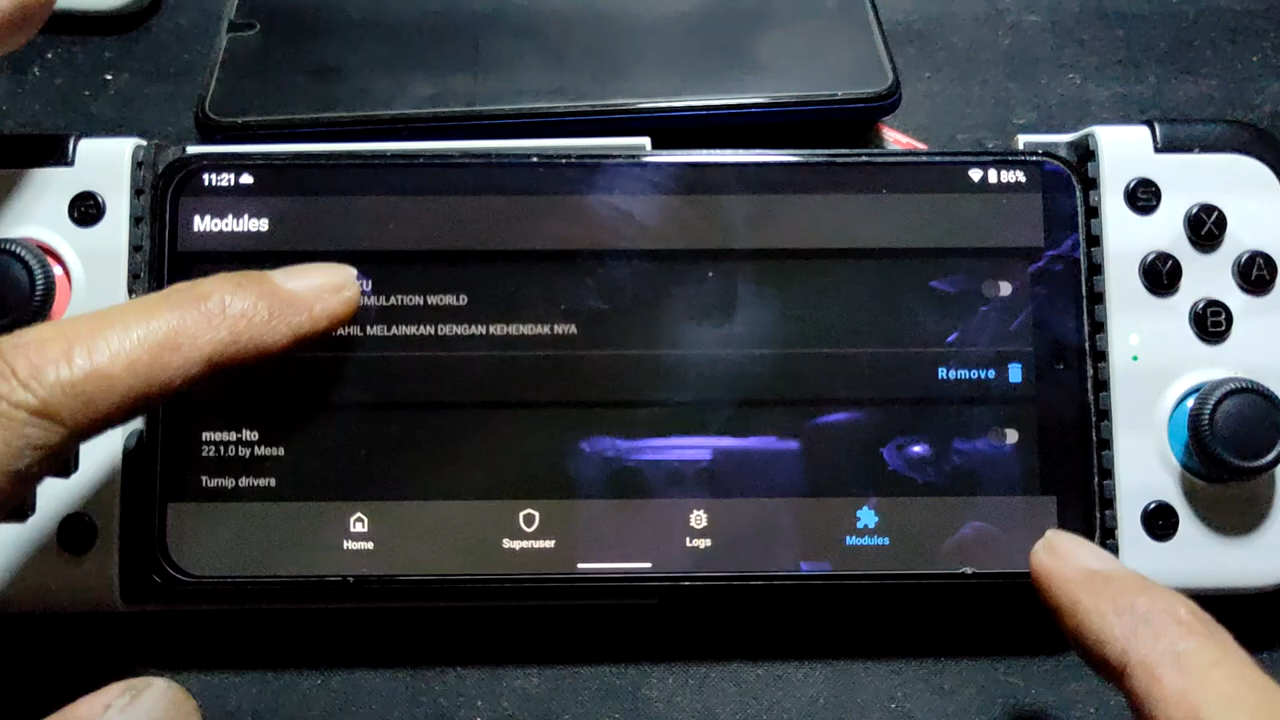 11:21
86%
Modules
MULATION WORLD
TAHIL MELAINKAN DENGAN KEHENDAK NYA
Remove
mesa-lto
22.1.0 by Mesa
Turnip drivers
Home
Superuser
Logs
Modules
S
X
Y
A
B